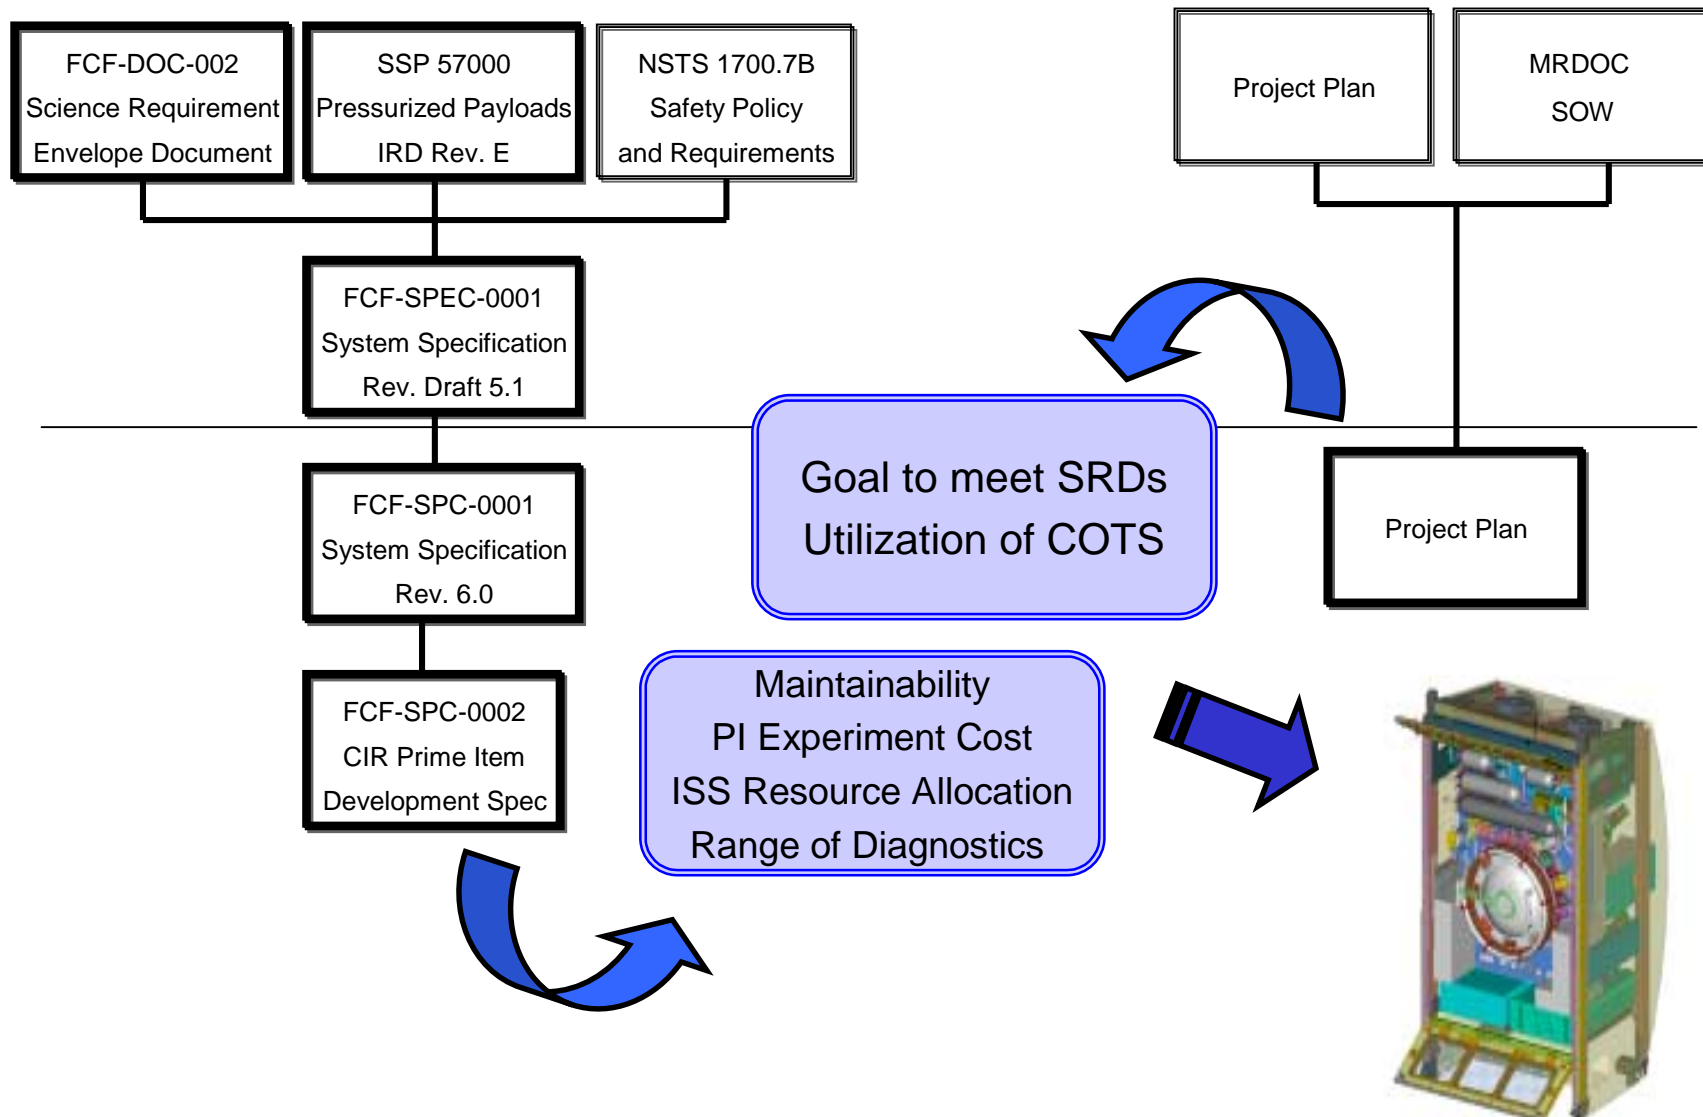 FCF-DOC-002
Science Requirement
Envelope Document
SSP 57000
Pressurized Payloads
IRD Rev. E
NSTS 1700.7B
Safety Policy
and Requirements
Project Plan
MRDOC
SOW
FCF-SPEC-0001
System Specification
Rev. Draft 5.1
Goal to meet SRDs
Utilization of COTS
FCF-SPC-0001
System Specification
Rev. 6.0
Project Plan
Maintainability
PI Experiment Cost
ISS Resource Allocation
Range of Diagnostics
FCF-SPC-0002
CIR Prime Item
Development Spec